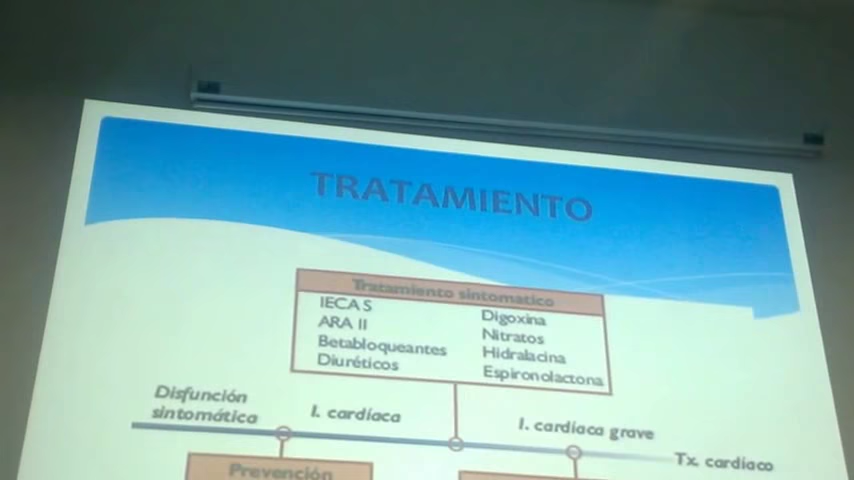 TRATAMIENTO
Tratamiento sintomatico
IECAS
ARA II
Betabloqueantes
Diuréticos
Digoxina
Nitratos
Hidralacina
Espironolactona
Disfunción
sintomática
I. cardíaca
I. cardíaca grave
Tx. cardíaco
Prevención